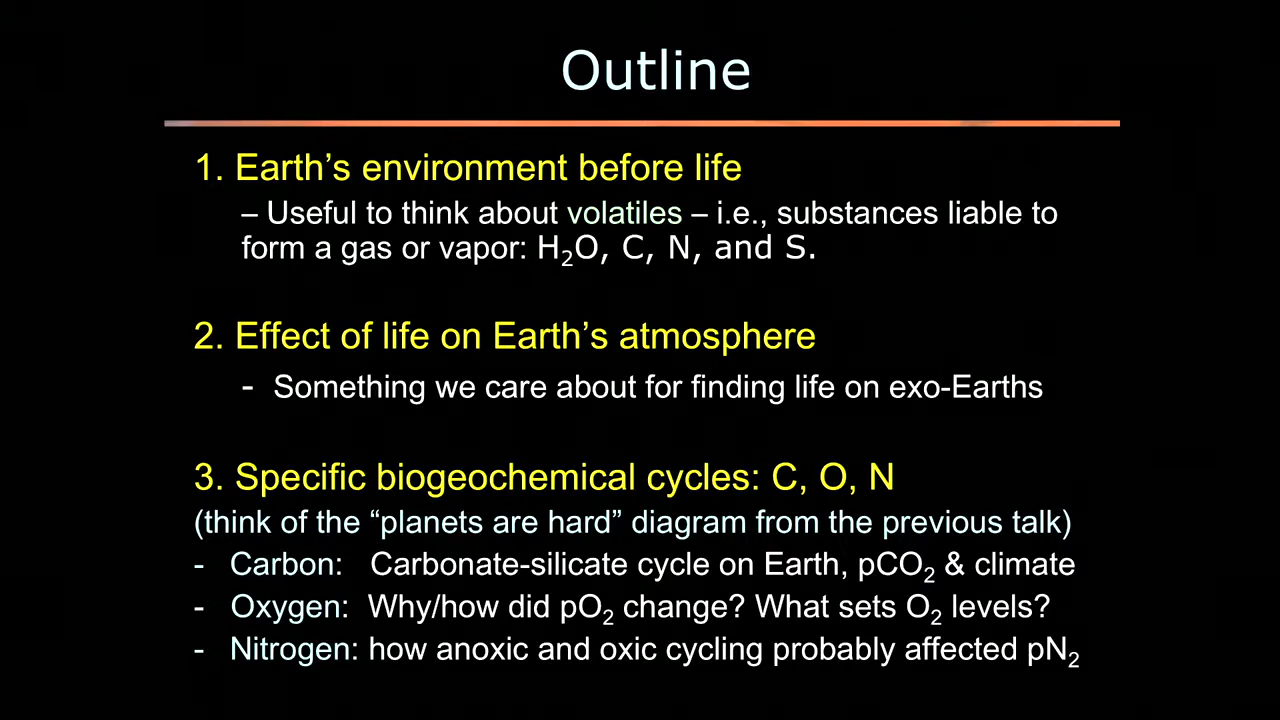 Outline
1. Earth’s environment before life
– Useful to think about volatiles – i.e., substances liable to
form a gas or vapor: H₂O, C, N, and S.
2. Effect of life on Earth’s atmosphere
- Something we care about for finding life on exo-Earths
3. Specific biogeochemical cycles: C, O, N
(think of the “planets are hard” diagram from the previous talk)
- Carbon: Carbonate-silicate cycle on Earth, pCO₂ & climate
- Oxygen: Why/how did pO₂ change? What sets O₂ levels?
- Nitrogen: how anoxic and oxic cycling probably affected pN₂